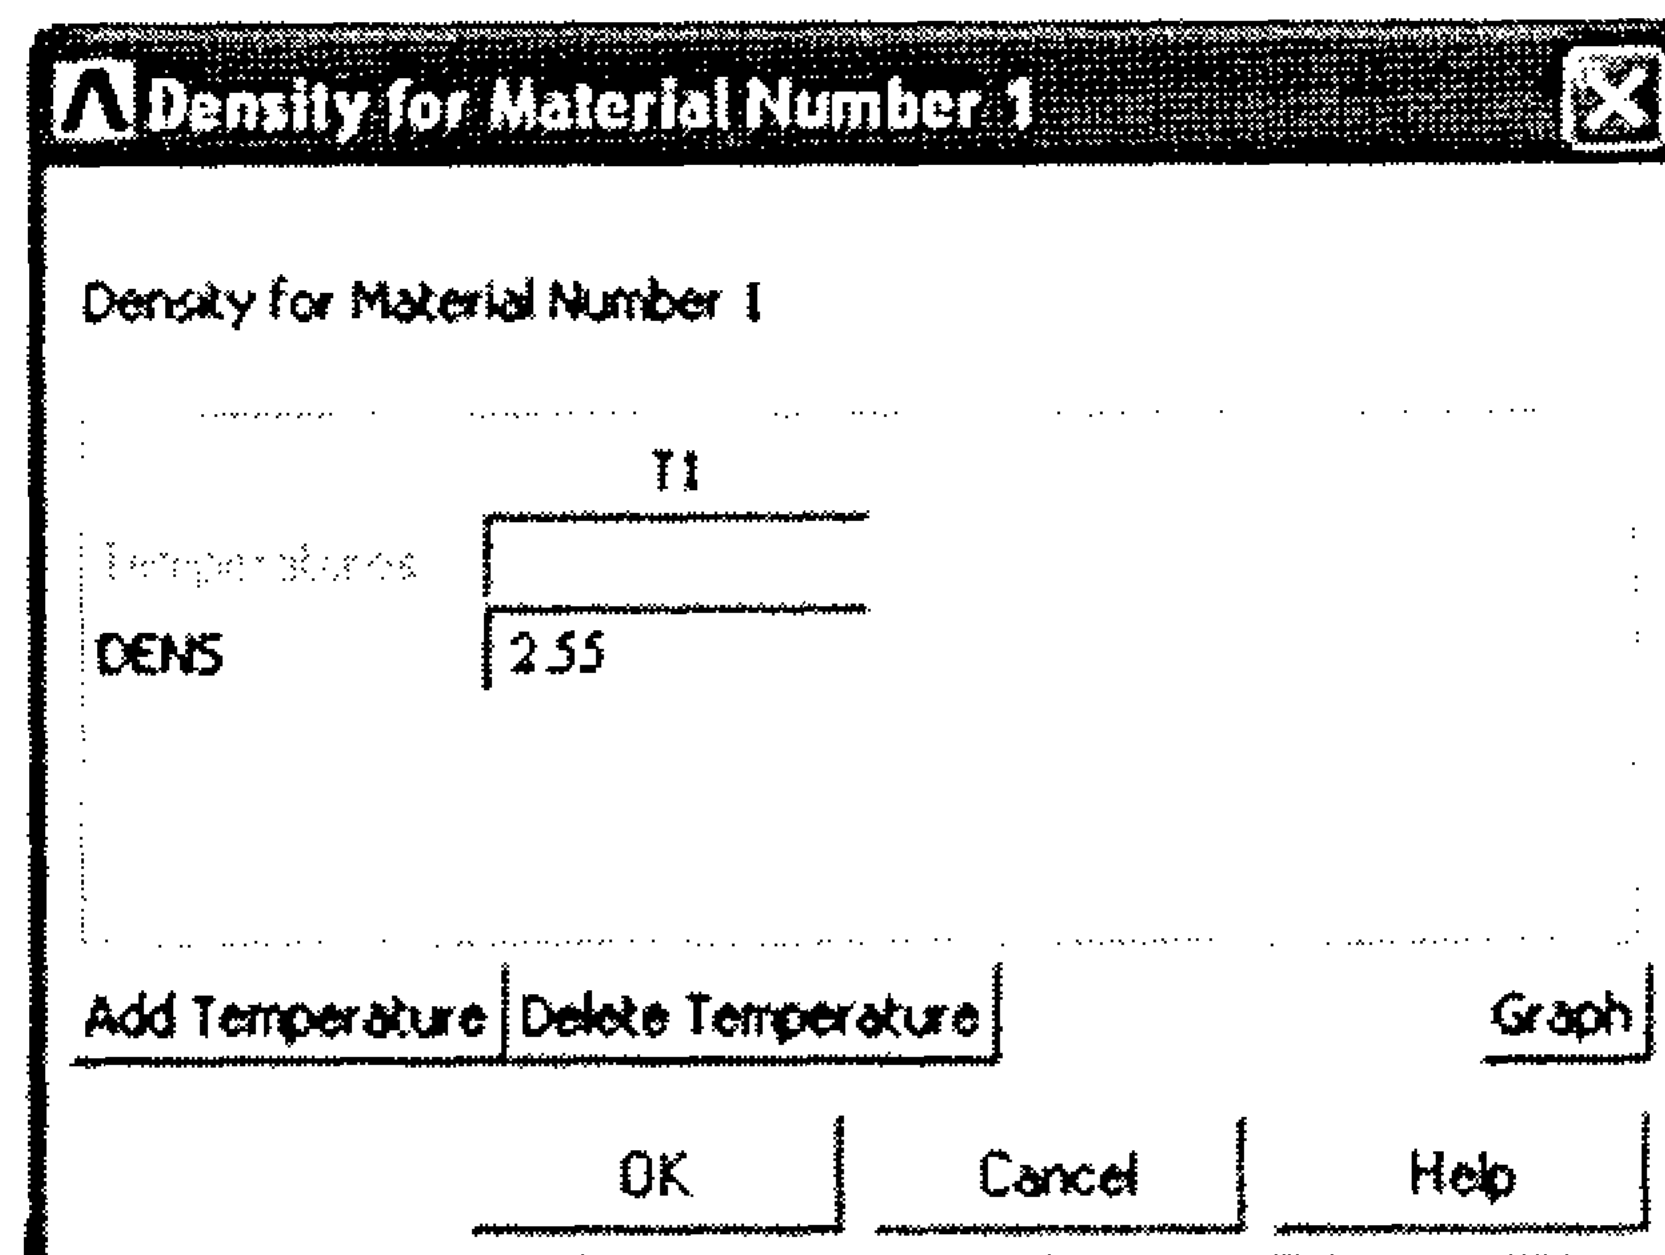 Density for Material Number 1
Density for Material Number 1
T1
Temperatures
DENS 2.55
Add Temperature Delete Temperature Graph
OK Cancel Help